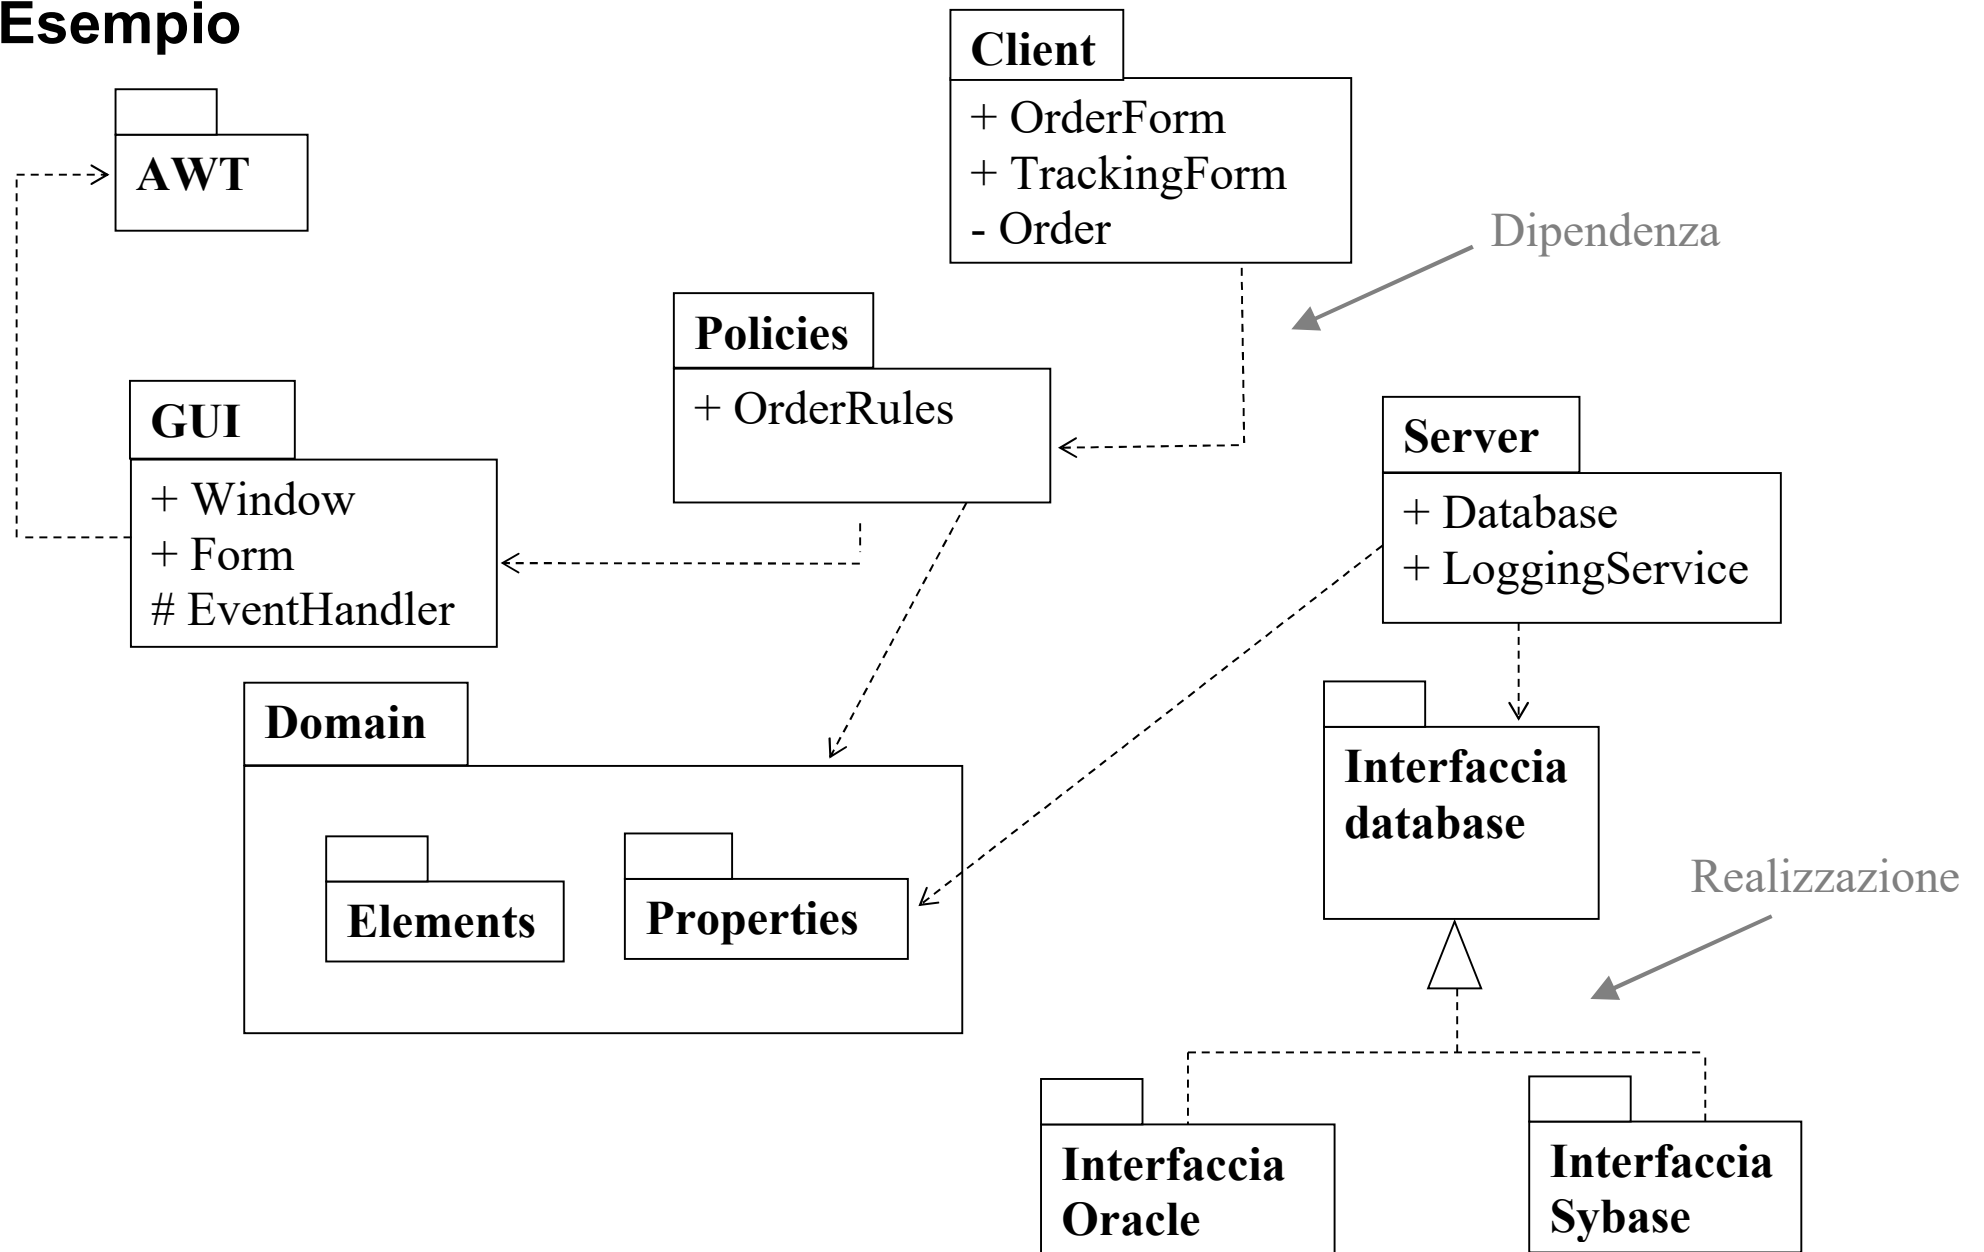 Esempio
Client
+ OrderForm
+ TrackingForm
- Order
AWT
Dipendenza
Policies
+ OrderRules
GUI
+ Window
+ Form
# EventHandler
Server
+ Database
+ LoggingService
Domain
Elements
Properties
Interfaccia
database
Realizzazione
Interfaccia
Oracle
Interfaccia
Sybase